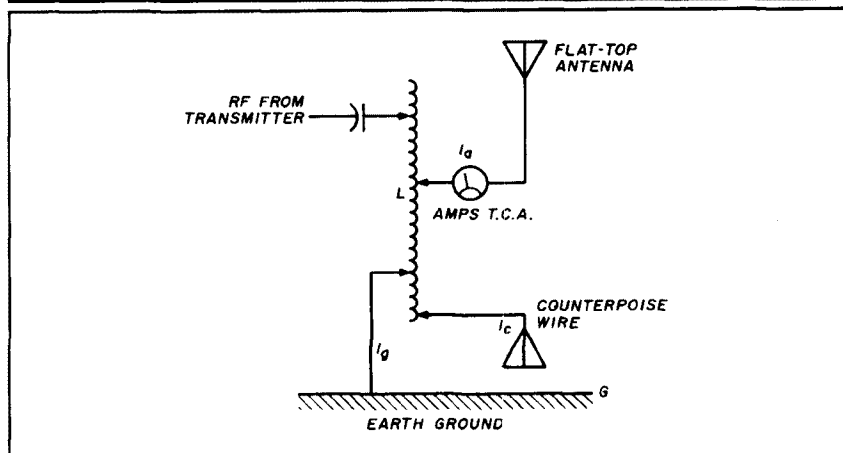 FLAT-TOP
ANTENNA
RF FROM
TRANSMITTER
Ia
L
AMPS T.C.A.
COUNTERPOISE
WIRE
Ic
Ig
G
EARTH GROUND